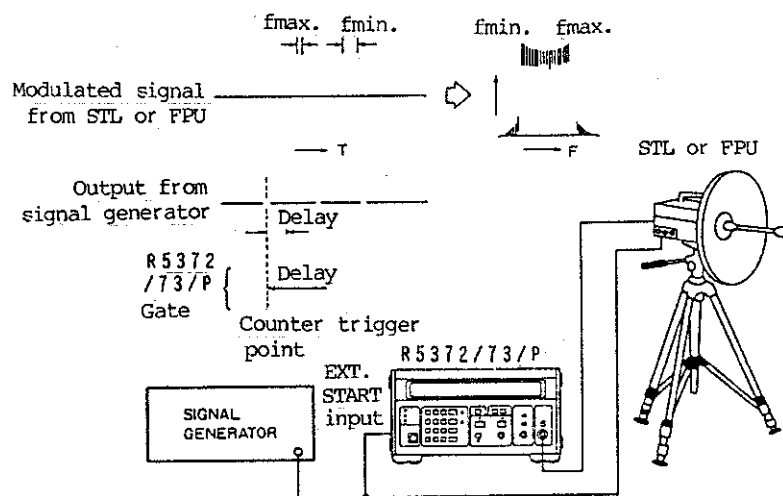 fmax. fmin.
fmin. fmax.
Modulated signal
from STL or FPU
T
F
STL or FPU
Output from
signal generator
Delay
R5372
/73/P
Gate
Delay
Counter trigger
point
R5372/73/P
EXT.
START
input
SIGNAL
GENERATOR